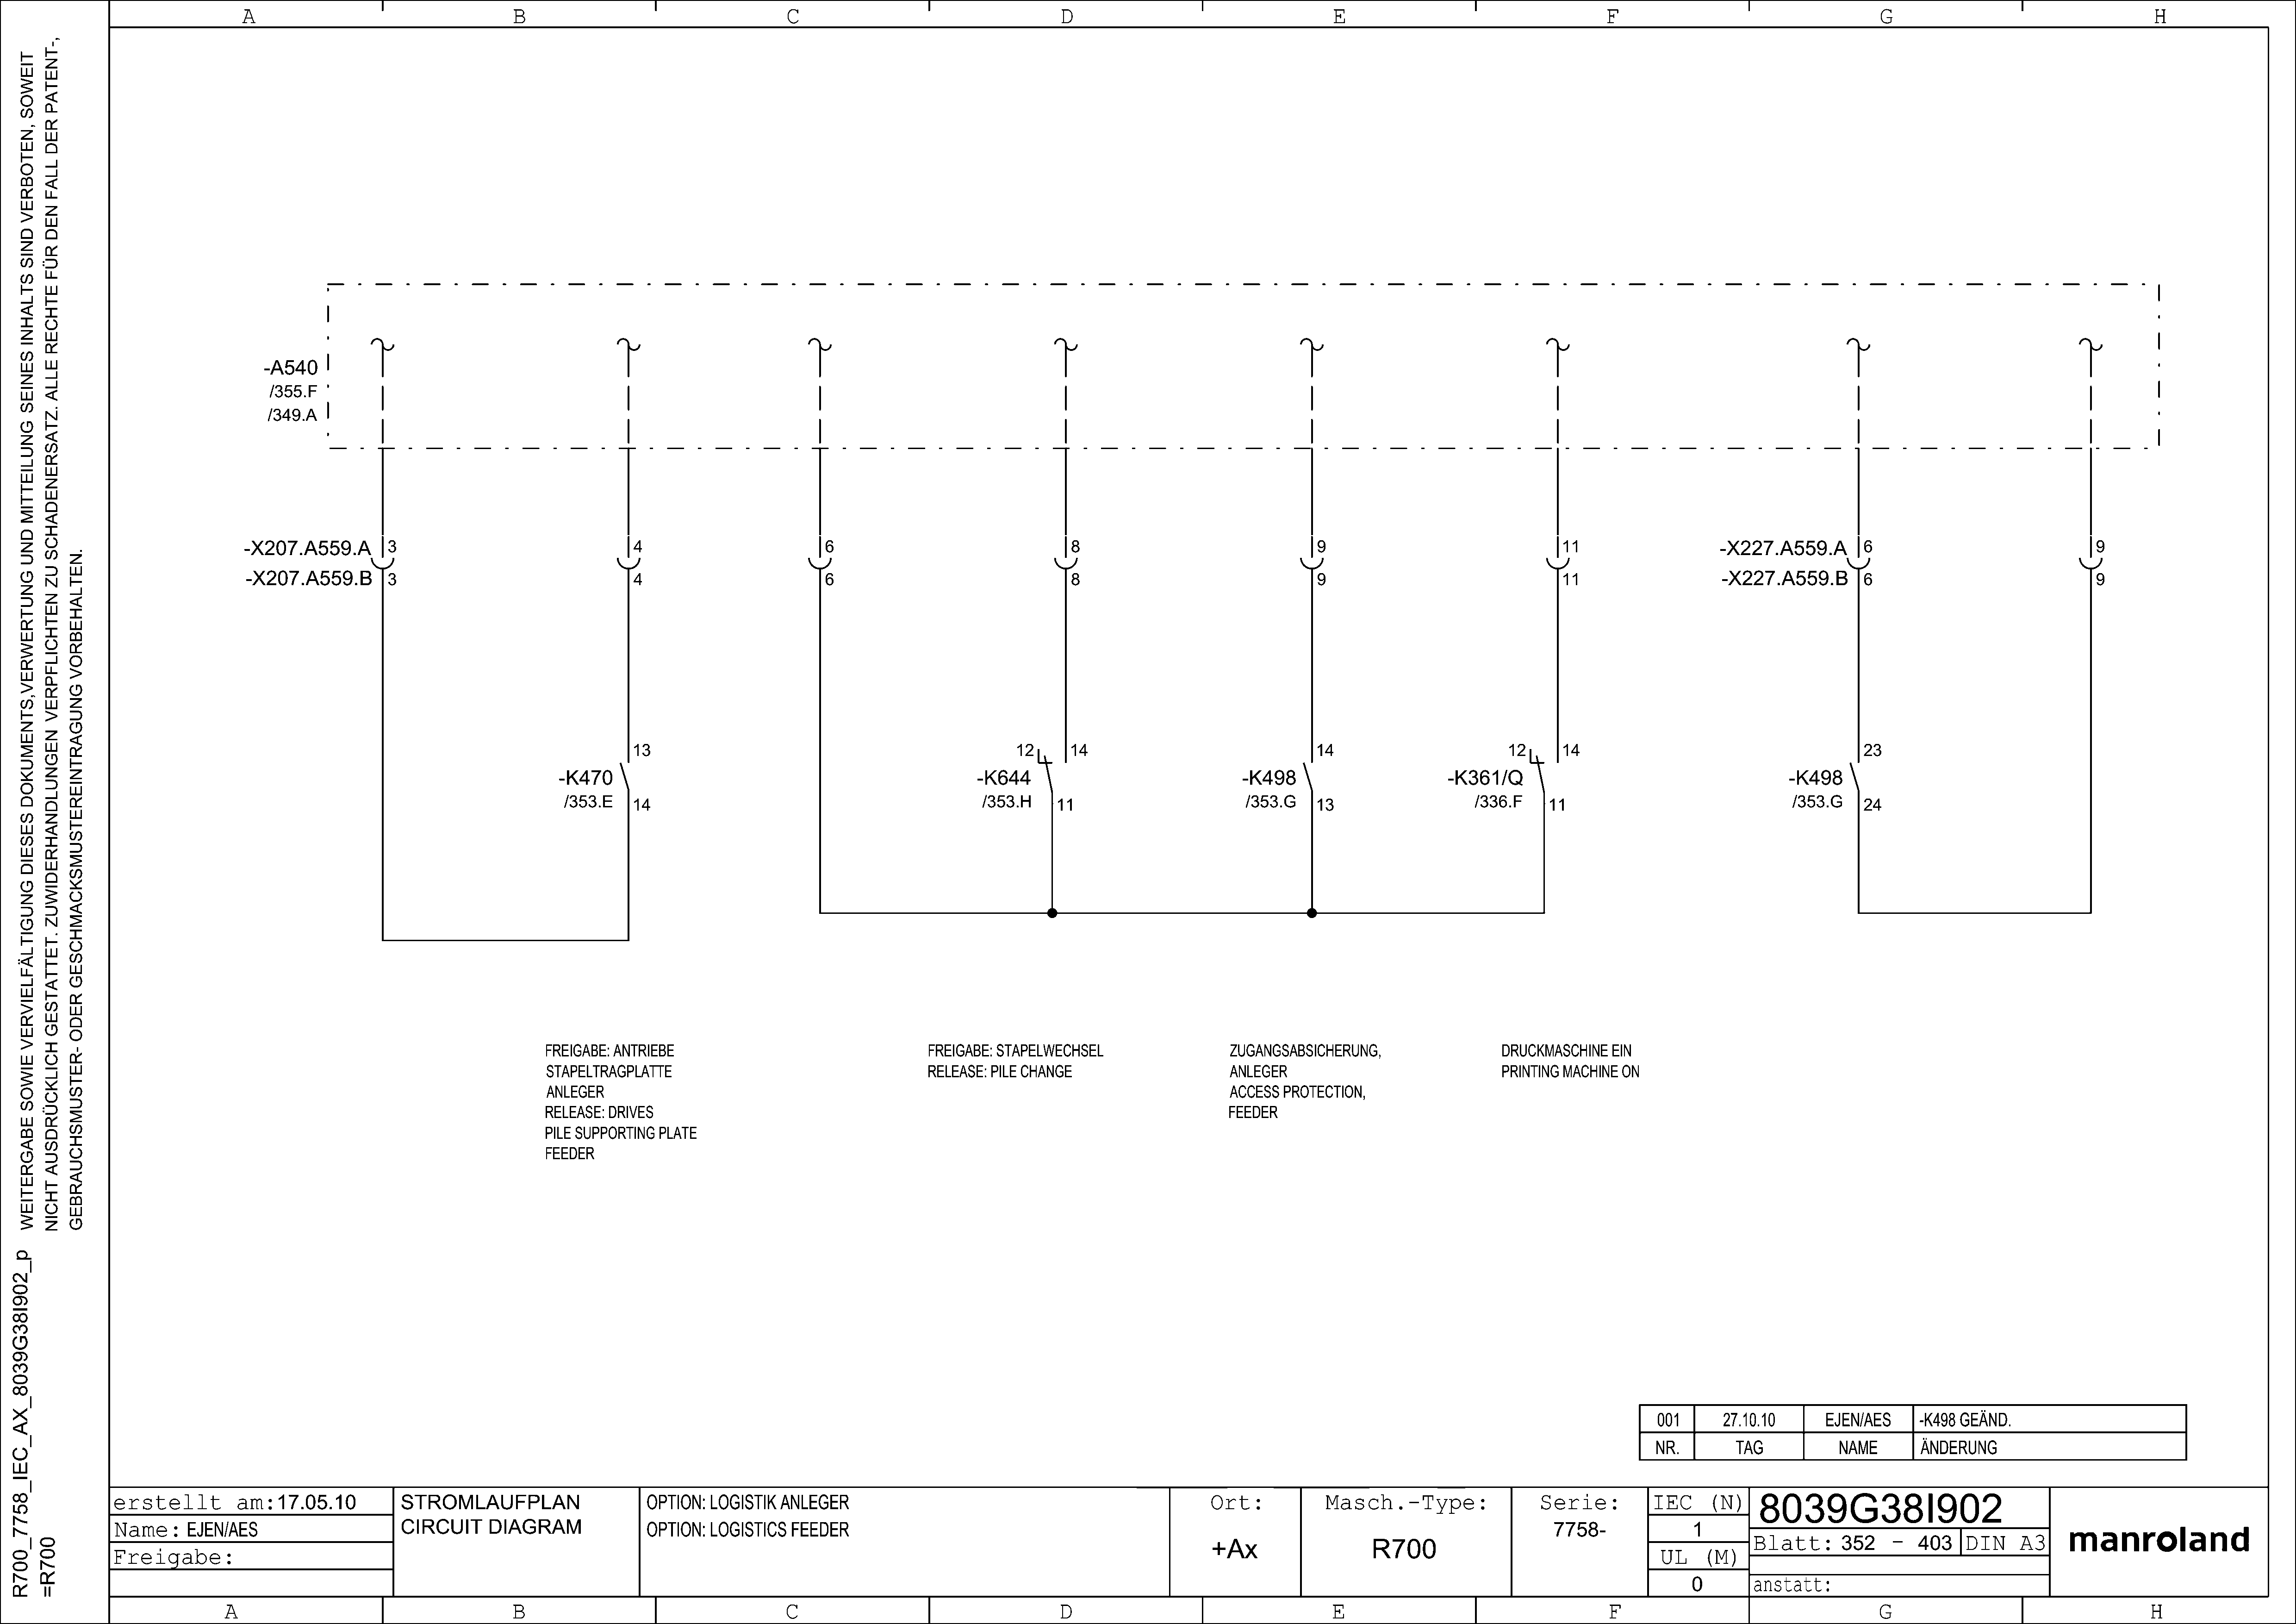 A B C D E F G H
WEITERGABE SOWIE VERVIELFÄLTIGUNG DIESES DOKUMENTS,VERWERTUNG UND MITTEILUNG SEINES INHALTS SIND VERBOTEN, SOWEIT
NICHT AUSDRÜCKLICH GESTATTET. ZUWIDERHANDLUNGEN VERPFLICHTEN ZU SCHADENERSATZ. ALLE RECHTE FÜR DEN FALL DER PATENT-,
GEBRAUCHSMUSTER- ODER GESCHMACKSMUSTEREINTRAGUNG VORBEHALTEN.
R700_7758_IEC_AX_8039G38I902_p
=R700
-A540
/355.F
/349.A
-X207.A559.A 3 4 6 8 9 11 -X227.A559.A 6 9
-X207.A559.B 3 4 6 8 9 11 -X227.A559.B 6 9
13 12 14 14 12 14 23
-K470 -K644 -K498 -K361/Q -K498
/353.E 14 /353.H 11 /353.G 13 /336.F 11 /353.G 24
FREIGABE: ANTRIEBE
STAPELTRAGPLATTE
ANLEGER
RELEASE: DRIVES
PILE SUPPORTING PLATE
FEEDER
FREIGABE: STAPELWECHSEL
RELEASE: PILE CHANGE
ZUGANGSABSICHERUNG,
ANLEGER
ACCESS PROTECTION,
FEEDER
DRUCKMASCHINE EIN
PRINTING MACHINE ON
001 27.10.10 EJEN/AES -K498 GEÄND.
NR. TAG NAME ÄNDERUNG
erstellt am:17.05.10
Name: EJEN/AES
Freigabe:
STROMLAUFPLAN
CIRCUIT DIAGRAM
OPTION: LOGISTIK ANLEGER
OPTION: LOGISTICS FEEDER
Ort:
+Ax
Masch.-Type:
R700
Serie:
7758-
IEC (N)
1
UL (M)
0
8039G38I902
Blatt: 352 - 403 DIN A3
anstatt:
manroland
A B C D E F G H